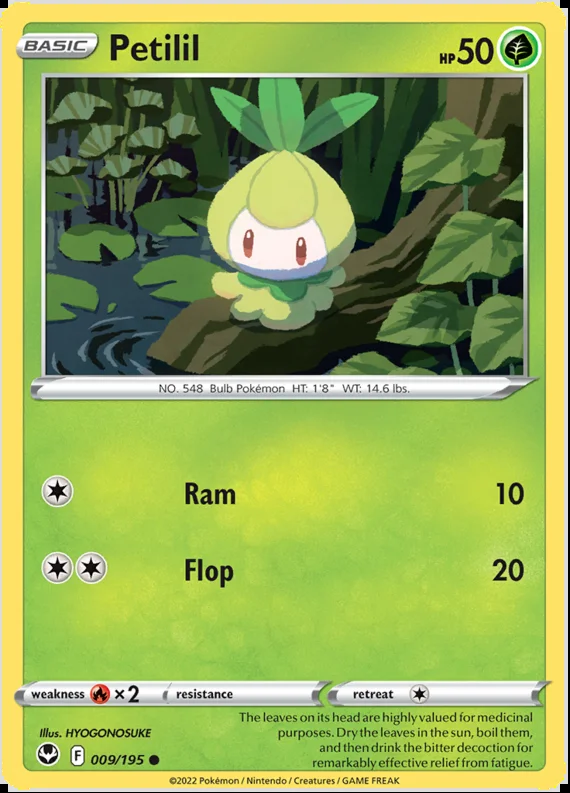 BASIC Petilil HP50
NO. 548 Bulb Pokémon HT: 1'8" WT: 14.6 lbs.
Ram 10
Flop 20
weakness ×2 resistance retreat
Illus. HYOGONOSUKE
The leaves on its head are highly valued for medicinal
purposes. Dry the leaves in the sun, boil them,
and then drink the bitter decoction for
remarkably effective relief from fatigue.
F 009/195
©2022 Pokémon / Nintendo / Creatures / GAME FREAK